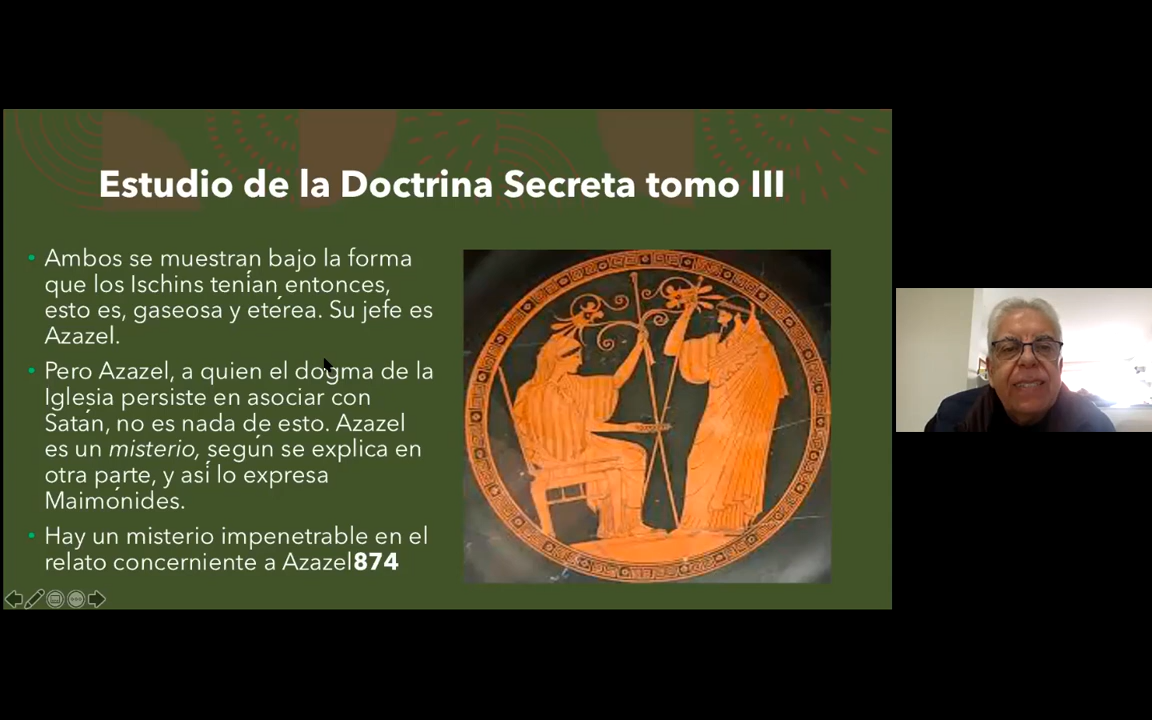 Estudio de la Doctrina Secreta tomo III
• Ambos se muestran bajo la forma
que los Ischins tenían entonces,
esto es, gaseosa y etérea. Su jefe es
Azazel.
• Pero Azazel, a quien el dogma de la
Iglesia persiste en asociar con
Satán, no es nada de esto. Azazel
es un misterio, según se explica en
otra parte, y así lo expresa
Maimónides.
• Hay un misterio impenetrable en el
relato concerniente a Azazel874